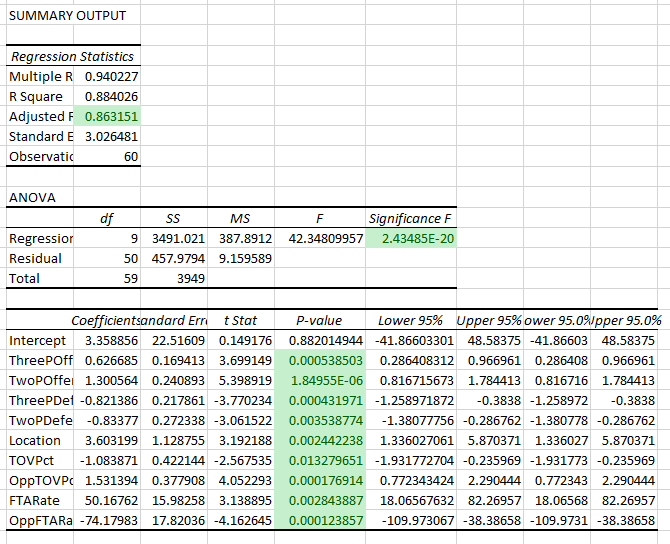 SUMMARY OUTPUT
Regression Statistics
Multiple R 0.940227
R Square 0.884026
Adjusted F 0.863151
Standard E 3.026481
Observatic 60
ANOVA
df SS MS F Significance F
Regression 9 3491.021 387.8912 42.34809957 2.43485E-20
Residual 50 457.9794 9.159589
Total 59 3949
Coefficients andard Erro t Stat P-value Lower 95% Upper 95% ower 95.0% Upper 95.0%
Intercept 3.358856 22.51609 0.149176 0.882014944 -41.86603301 48.58375 -41.86603 48.58375
ThreePOff 0.626685 0.169413 3.699149 0.000538503 0.286408312 0.966961 0.286408 0.966961
TwoPOffer 1.300564 0.240893 5.398919 1.84955E-06 0.816715673 1.784413 0.816716 1.784413
ThreePDef -0.821386 0.217861 -3.770234 0.000431971 -1.258971872 -0.3838 -1.258972 -0.3838
TwoPDefe -0.83377 0.272338 -3.061522 0.003538774 -1.38077756 -0.286762 -1.380778 -0.286762
Location 3.603199 1.128755 3.192188 0.002442238 1.336027061 5.870371 1.336027 5.870371
TOVPct -1.083871 0.422144 -2.567535 0.013279651 -1.931772704 -0.235969 -1.931773 -0.235969
OppTOVPc 1.531394 0.377908 4.052293 0.000176914 0.772343424 2.290444 0.772343 2.290444
FTARate 50.16762 15.98258 3.138895 0.002843887 18.06567632 82.26957 18.06568 82.26957
OppFTARa -74.17983 17.82036 -4.162645 0.000123857 -109.973067 -38.38658 -109.9731 -38.38658